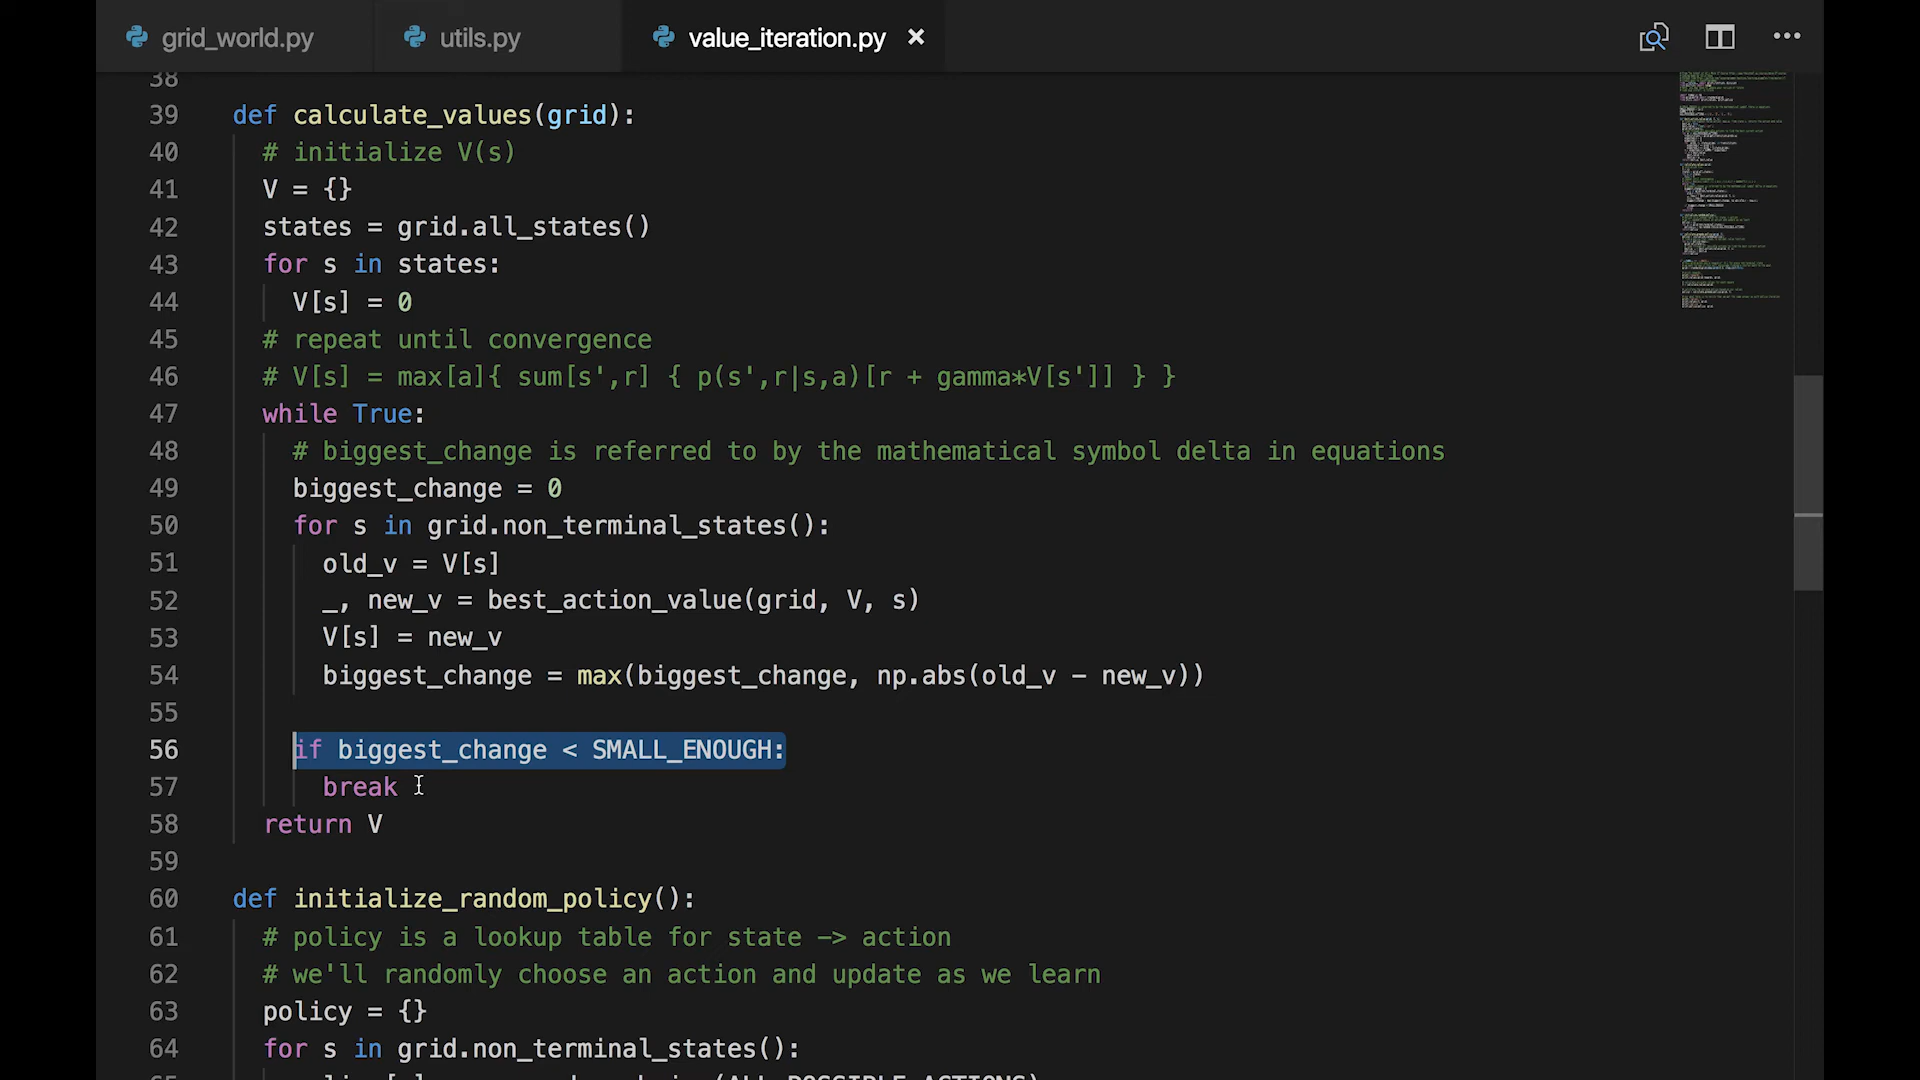 grid_world.py utils.py value_iteration.py
38
39 def calculate_values(grid):
40 # initialize V(s)
41 V = {}
42 states = grid.all_states()
43 for s in states:
44 V[s] = 0
45 # repeat until convergence
46 # V[s] = max[a]{ sum[s',r] { p(s',r|s,a)[r + gamma*V[s']] } }
47 while True:
48 # biggest_change is referred to by the mathematical symbol delta in equations
49 biggest_change = 0
50 for s in grid.non_terminal_states():
51 old_v = V[s]
52 _, new_v = best_action_value(grid, V, s)
53 V[s] = new_v
54 biggest_change = max(biggest_change, np.abs(old_v - new_v))
55
56 if biggest_change < SMALL_ENOUGH:
57 break
58 return V
59
60 def initialize_random_policy():
61 # policy is a lookup table for state -> action
62 # we'll randomly choose an action and update as we learn
63 policy = {}
64 for s in grid.non_terminal_states():